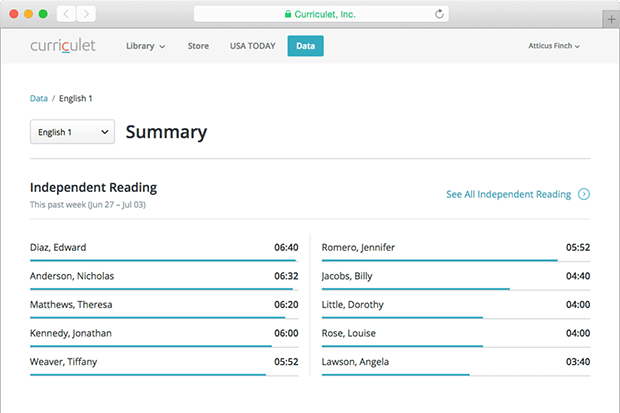 Curriculet, Inc.
curriculet Library Store USA TODAY Data Atticus Finch
Data / English 1
English 1 Summary
Independent Reading
See All Independent Reading
This past week (Jun 27 – Jul 03)
Diaz, Edward 06:40
Anderson, Nicholas 06:32
Matthews, Theresa 06:20
Kennedy, Jonathan 06:00
Weaver, Tiffany 05:52
Romero, Jennifer 05:52
Jacobs, Billy 04:40
Little, Dorothy 04:00
Rose, Louise 04:00
Lawson, Angela 03:40